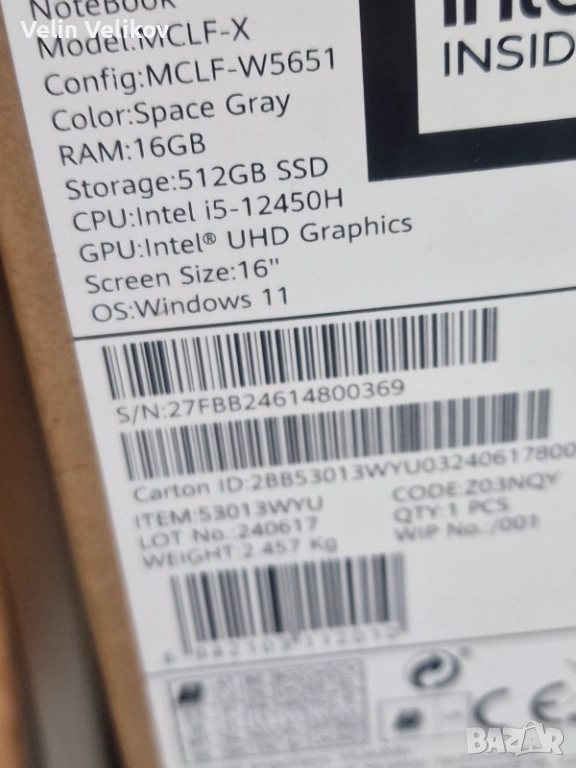 Velin Velikov
NoteBook
Model:MCLF-X
Config:MCLF-W5651
Color:Space Gray
RAM:16GB
Storage:512GB SSD
CPU:Intel i5-12450H
GPU:Intel® UHD Graphics
Screen Size:16"
OS:Windows 11
INSID
S/N:27FBB24614800369
Carton ID:2BB53013WYU03240617800
ITEM:53013WYU
CODE:Z03NQY
LOT No.:240617
QTY:1 PCS
WEIGHT:2.457 Kg
WIP No.:/001
CE
BAZAR